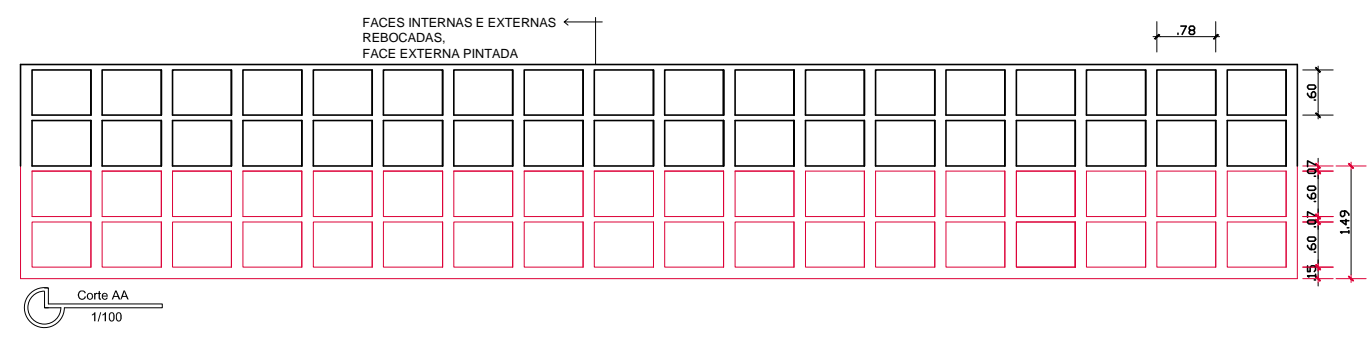 FACES INTERNAS E EXTERNAS
REBOCADAS,
FACE EXTERNA PINTADA
.78
.60
.07
.60
.07
.60
.15
1.49
Corte AA
1/100